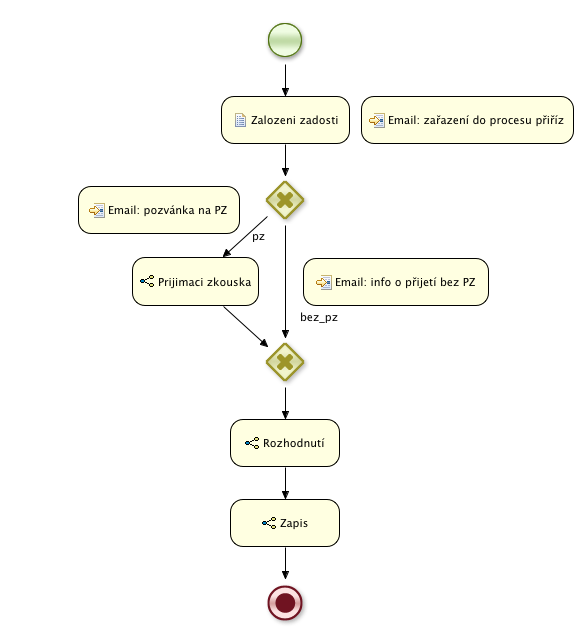 Zalozeni zadosti
Email: zařazení do procesu přiříz
Email: pozvánka na PZ
pz
Prijimaci zkouska
Email: info o přijetí bez PZ
bez_pz
Rozhodnutí
Zapis